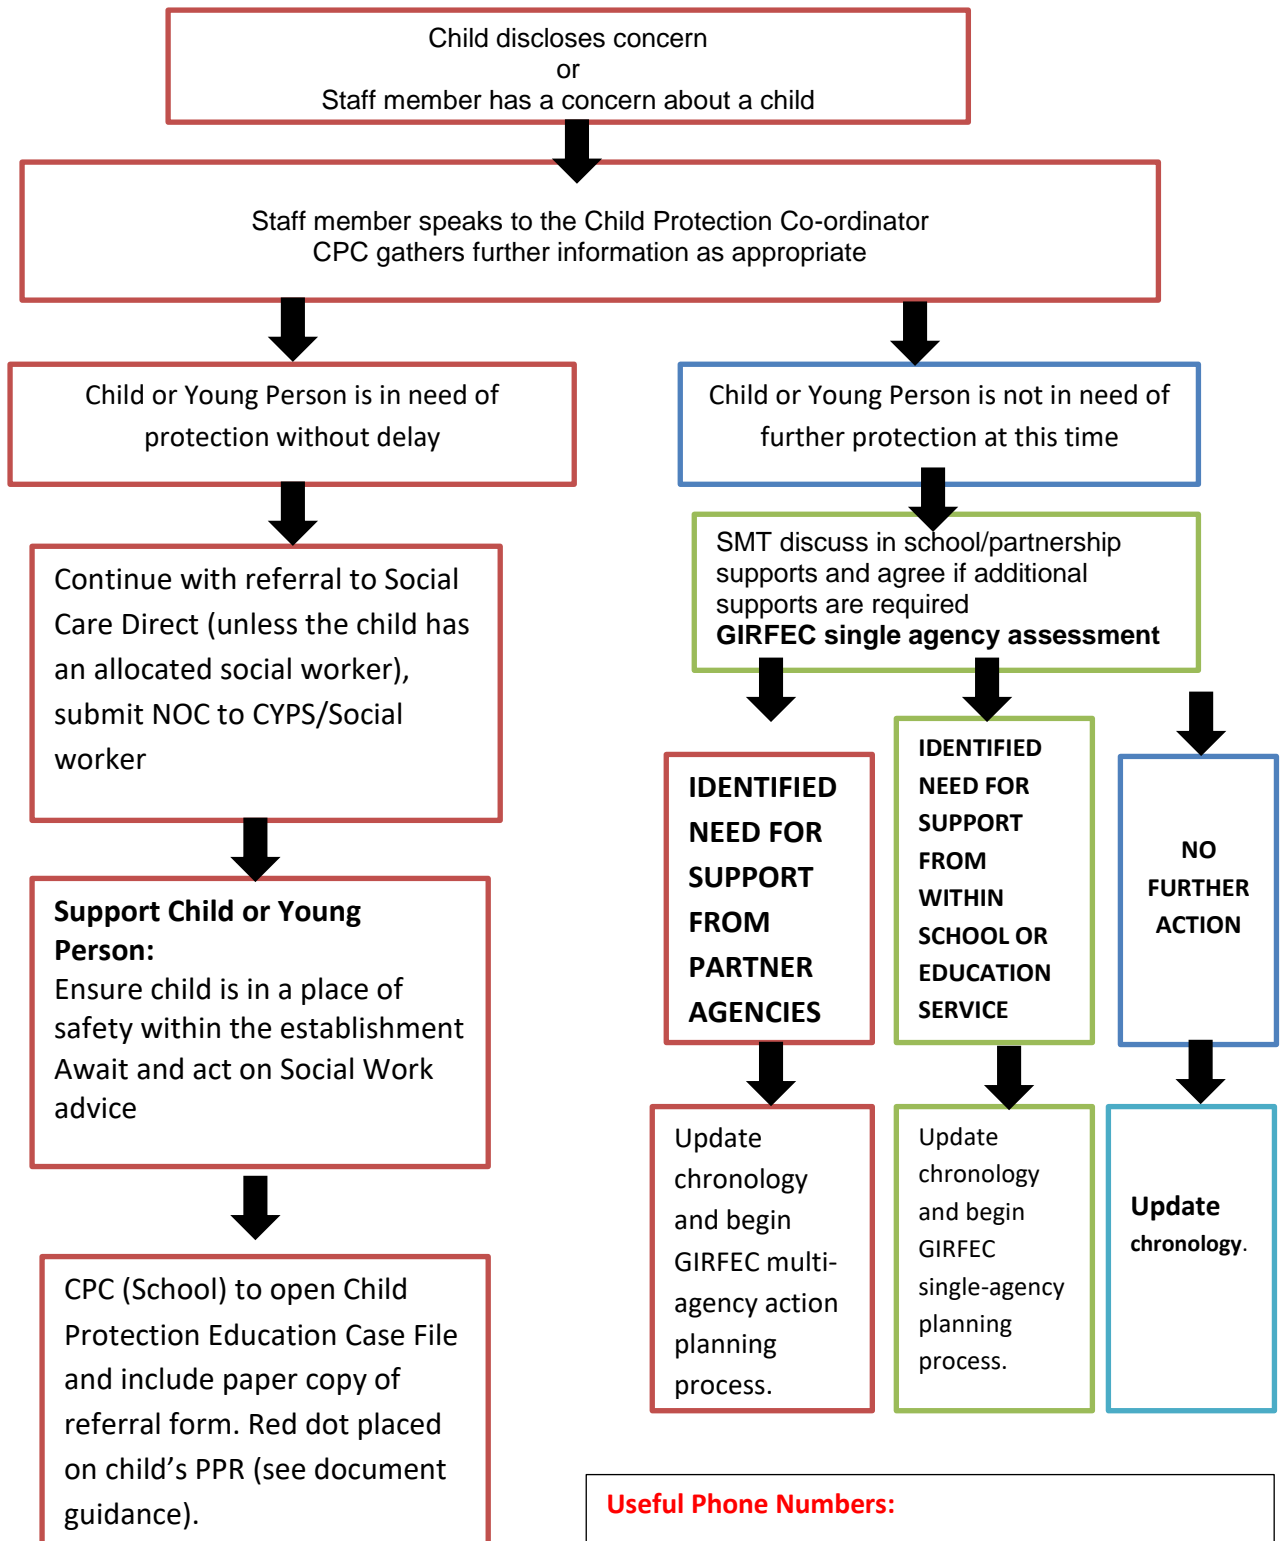 Child discloses concern
or
Staff member has a concern about a child
Staff member speaks to the Child Protection Co-ordinator
CPC gathers further information as appropriate
Child or Young Person is in need of
protection without delay
Child or Young Person is not in need of
further protection at this time
Continue with referral to Social
Care Direct (unless the child has
an allocated social worker),
submit NOC to CYPS/Social
worker
SMT discuss in school/partnership
supports and agree if additional
supports are required
GIRFEC single agency assessment
Support Child or Young
Person:
Ensure child is in a place of
safety within the establishment
Await and act on Social Work
advice
IDENTIFIED
NEED FOR
SUPPORT
FROM
PARTNER
AGENCIES
IDENTIFIED
NEED FOR
SUPPORT
FROM
WITHIN
SCHOOL OR
EDUCATION
SERVICE
NO
FURTHER
ACTION
Update
chronology
and begin
GIRFEC multi-
agency action
planning
process.
Update
chronology
and begin
GIRFEC
single-agency
planning
process.
Update
chronology.
CPC (School) to open Child
Protection Education Case File
and include paper copy of
referral form. Red dot placed
on child’s PPR (see document
guidance).
Useful Phone Numbers: